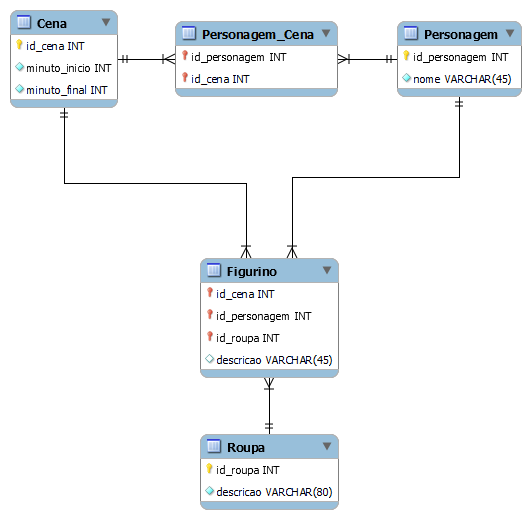 Cena
id_cena INT
minuto_inicio INT
minuto_final INT
Personagem_Cena
id_personagem INT
id_cena INT
Personagem
id_personagem INT
nome VARCHAR(45)
Figurino
id_cena INT
id_personagem INT
id_roupa INT
descricao VARCHAR(45)
Roupa
id_roupa INT
descricao VARCHAR(80)